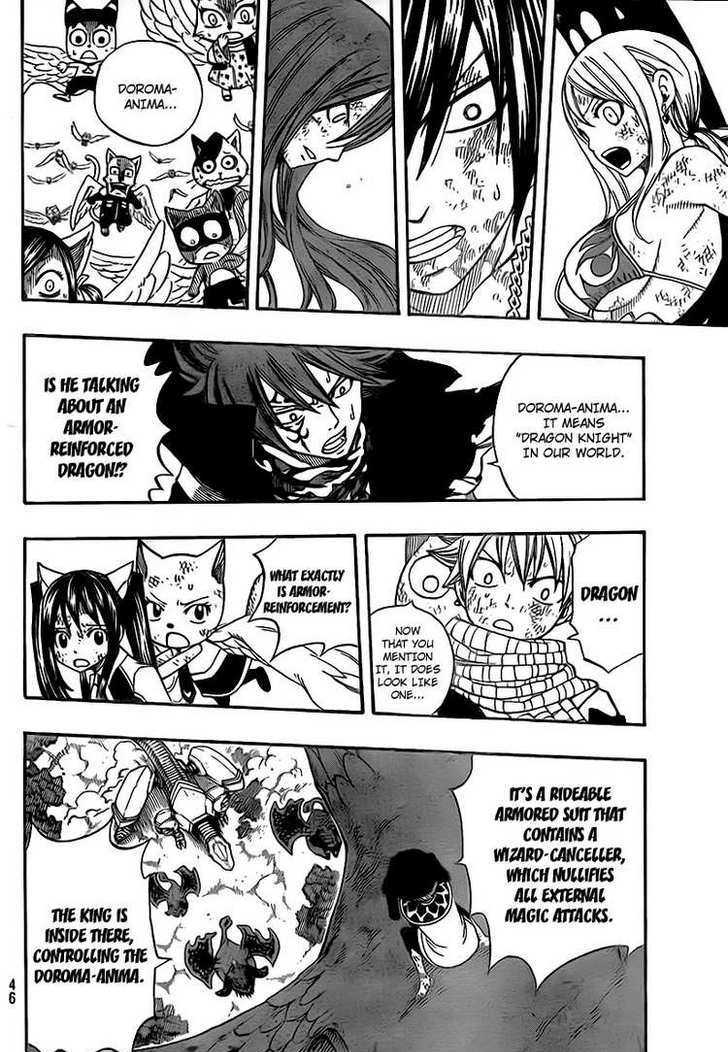 DOROMA-
ANIMA...
DOROMA-ANIMA...
IT MEANS
"DRAGON KNIGHT"
IN OUR WORLD.
IS HE TALKING
ABOUT AN
ARMOR-
REINFORCED
DRAGON!?
DRAGON
...
NOW
THAT YOU
MENTION
IT, IT DOES
LOOK LIKE
ONE...
WHAT EXACTLY
IS ARMOR-
REINFORCEMENT?
IT'S A RIDEABLE
ARMORED SUIT THAT
CONTAINS A
WIZARD-CANCELLER,
WHICH NULLIFIES
ALL EXTERNAL
MAGIC ATTACKS.
THE KING IS
INSIDE THERE,
CONTROLLING THE
DOROMA-ANIMA.
46